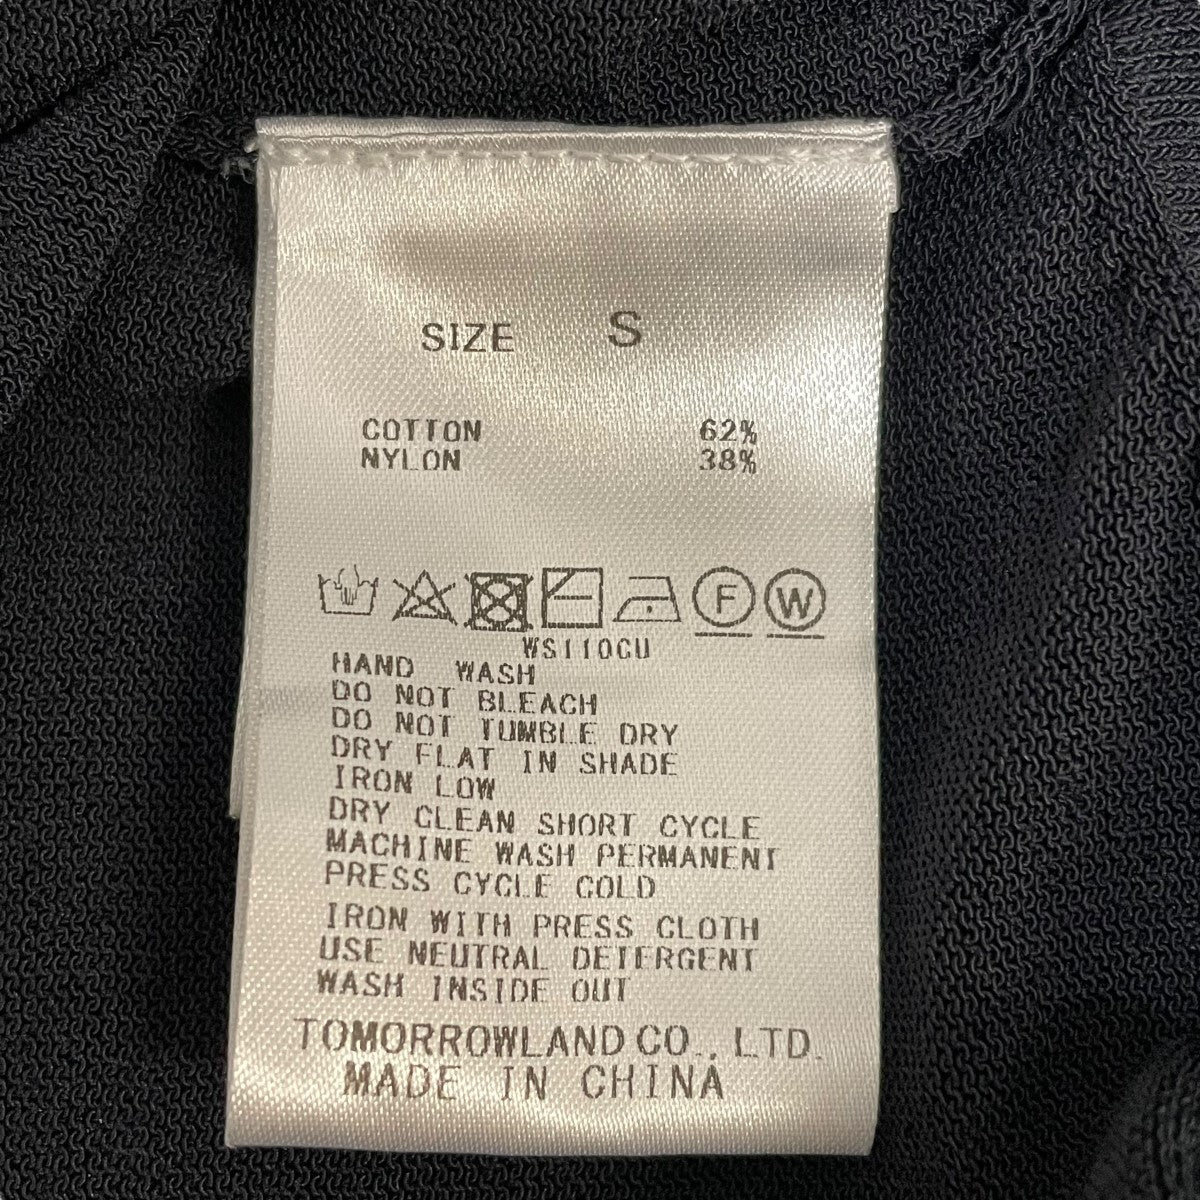 SIZE S
COTTON 62%
NYLON 38%
F W
WS110CU
HAND WASH
DO NOT BLEACH
DO NOT TUMBLE DRY
DRY FLAT IN SHADE
IRON LOW
DRY CLEAN SHORT CYCLE
MACHINE WASH PERMANENT
PRESS CYCLE COLD
IRON WITH PRESS CLOTH
USE NEUTRAL DETERGENT
WASH INSIDE OUT
TOMORROWLAND CO., LTD.
MADE IN CHINA